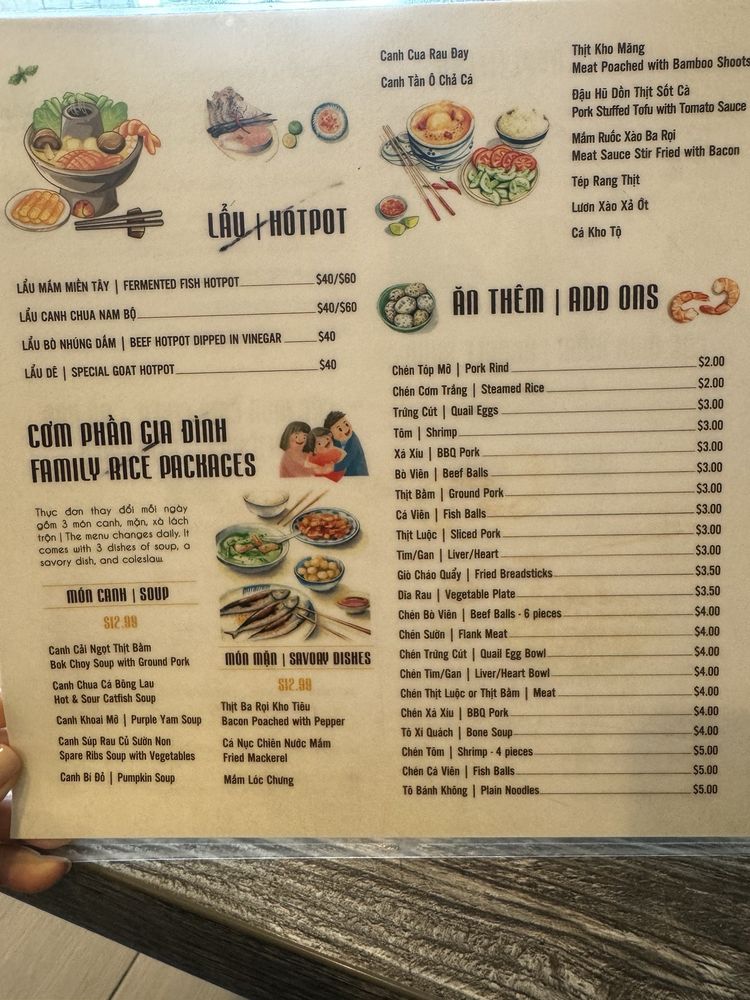 LẨU | HOTPOT
LẨU MẮM MIỀN TÂY | FERMENTED FISH HOTPOT $40/$60
LẨU CANH CHUA NAM BỘ $40/$60
LẨU BÒ NHÚNG DẤM | BEEF HOTPOT DIPPED IN VINEGAR $40
LẨU DÊ | SPECIAL GOAT HOTPOT $40
CƠM PHẦN GIA ĐÌNH
FAMILY RICE PACKAGES
Thực đơn thay đổi mỗi ngày
gồm 3 món canh, mặn, xà lách
trộn | The menu changes daily. It
comes with 3 dishes of soup, a
savory dish, and coleslaw.
MÓN CANH | SOUP
$12.99
Canh Cải Ngọt Thịt Bằm
Bok Choy Soup with Ground Pork
Canh Chua Cá Bông Lau
Hot & Sour Catfish Soup
Canh Khoai Mỡ | Purple Yam Soup
Canh Súp Rau Củ Sườn Non
Spare Ribs Soup with Vegetables
Canh Bí Đỏ | Pumpkin Soup
MÓN MẶN | SAVORY DISHES
$12.99
Thịt Ba Rọi Kho Tiêu
Bacon Poached with Pepper
Cá Nục Chiên Nước Mắm
Fried Mackerel
Mắm Lóc Chưng
Canh Cua Rau Đay
Canh Tần Ô Chả Cá
Thịt Kho Măng
Meat Poached with Bamboo Shoots
Đậu Hũ Dồn Thịt Sốt Cà
Pork Stuffed Tofu with Tomato Sauce
Mắm Ruốc Xào Ba Rọi
Meat Sauce Stir Fried with Bacon
Tép Rang Thịt
Lươn Xào Xả Ớt
Cá Kho Tộ
ĂN THÊM | ADD ONS
Chén Tóp Mỡ | Pork Rind $2.00
Chén Cơm Trắng | Steamed Rice $2.00
Trứng Cút | Quail Eggs $3.00
Tôm | Shrimp $3.00
Xá Xíu | BBQ Pork $3.00
Bò Viên | Beef Balls $3.00
Thịt Bằm | Ground Pork $3.00
Cá Viên | Fish Balls $3.00
Thịt Luộc | Sliced Pork $3.00
Tim/Gan | Liver/Heart $3.00
Giò Cháo Quẩy | Fried Breadsticks $3.50
Dĩa Rau | Vegetable Plate $3.50
Chén Bò Viên | Beef Balls - 6 pieces $4.00
Chén Sườn | Flank Meat $4.00
Chén Trứng Cút | Quail Egg Bowl $4.00
Chén Tim/Gan | Liver/Heart Bowl $4.00
Chén Thịt Luộc or Thịt Bằm | Meat $4.00
Chén Xá Xíu | BBQ Pork $4.00
Tô Xí Quách | Bone Soup $4.00
Chén Tôm | Shrimp - 4 pieces $5.00
Chén Cá Viên | Fish Balls $5.00
Tô Bánh Không | Plain Noodles $5.00